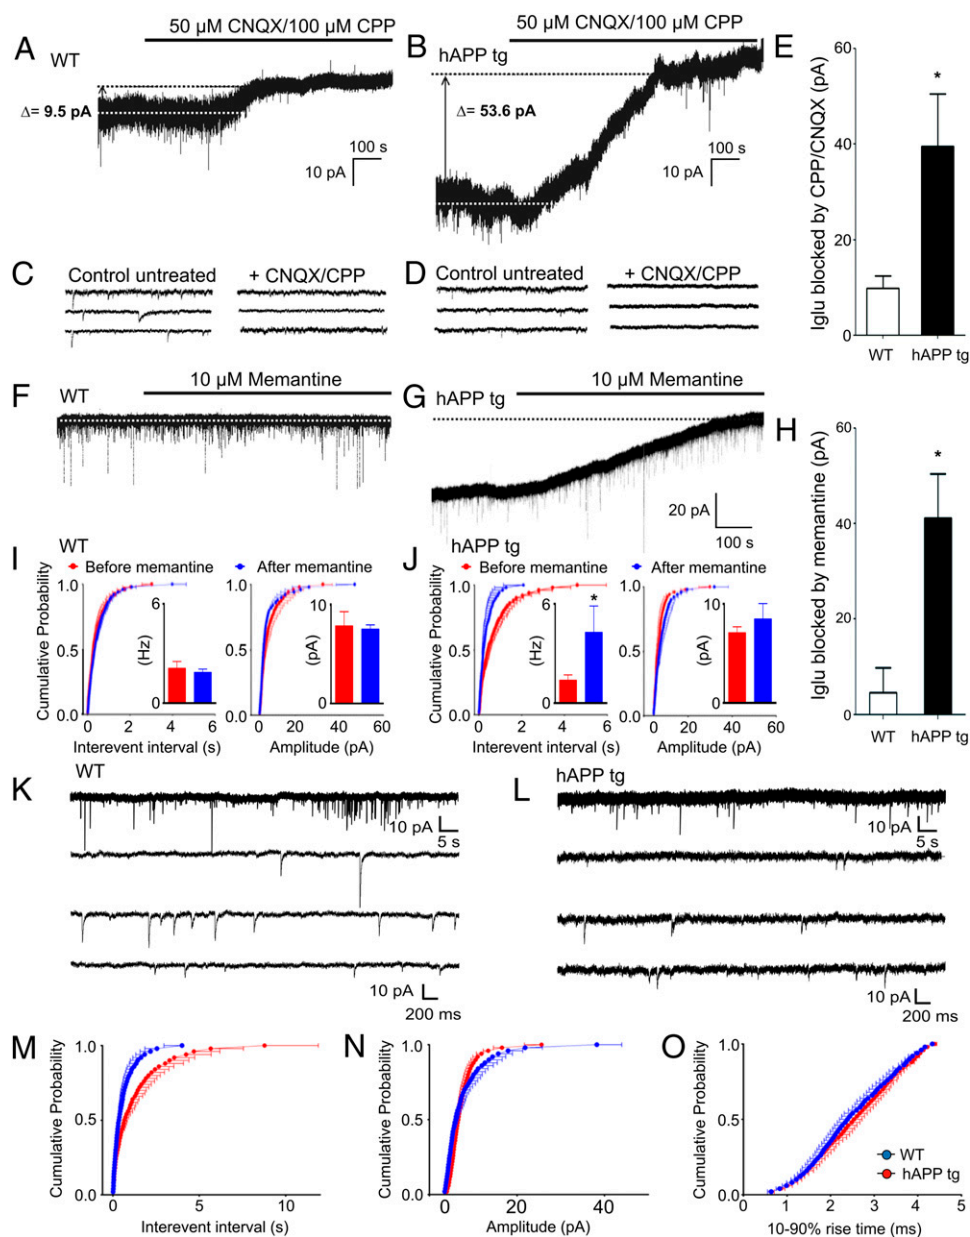 A
WT
50 µM CNQX/100 µM CPP
Δ= 9.5 pA
100 s
10 pA
B
hAPP tg
50 µM CNQX/100 µM CPP
Δ= 53.6 pA
100 s
10 pA
E
Iglu blocked by CPP/CNQX (pA)
60
40
20
0
*
WT
hAPP tg
C
Control untreated
+ CNQX/CPP
D
Control untreated
+ CNQX/CPP
F
WT
10 µM Memantine
G
hAPP tg
10 µM Memantine
20 pA
100 s
H
Iglu blocked by memantine (pA)
60
40
20
0
*
WT
hAPP tg
I
WT
Before memantine
After memantine
Cumulative Probability
1.0
0.5
0.0
6
(Hz)
0
0 2 4 6
Interevent interval (s)
1.0
0.5
0.0
10
(pA)
0
0 20 40 60
Amplitude (pA)
J
hAPP tg
Before memantine
After memantine
Cumulative Probability
1.0
0.5
0.0
6
(Hz)
0
*
0 2 4 6
Interevent interval (s)
1.0
0.5
0.0
10
(pA)
0
0 20 40 60
Amplitude (pA)
K
WT
10 pA
5 s
10 pA
200 ms
L
hAPP tg
10 pA
5 s
10 pA
200 ms
M
Cumulative Probability
1.0
0.5
0.0
0 5 10
Interevent interval (s)
N
Cumulative Probability
1.0
0.5
0.0
0 20 40
Amplitude (pA)
O
Cumulative Probability
1.0
0.5
0.0
WT
hAPP tg
0 1 2 3 4 5
10-90% rise time (ms)